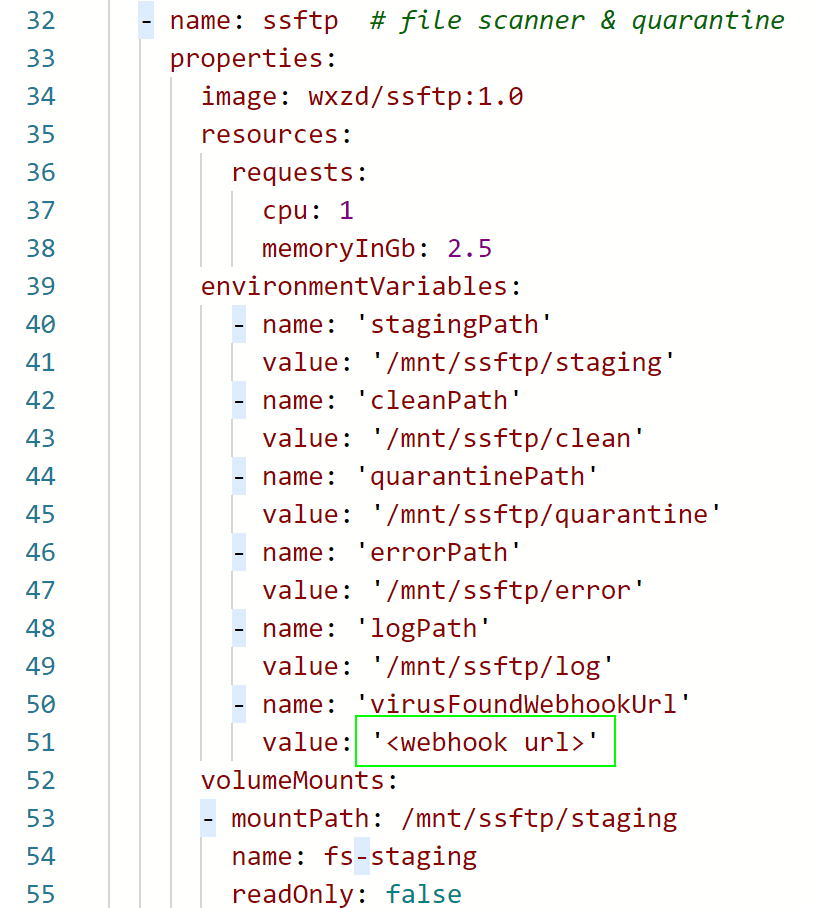 32 - name: ssftp # file scanner & quarantine
33 properties:
34 image: wxzd/ssftp:1.0
35 resources:
36 requests:
37 cpu: 1
38 memoryInGb: 2.5
39 environmentVariables:
40 - name: 'stagingPath'
41 value: '/mnt/ssftp/staging'
42 - name: 'cleanPath'
43 value: '/mnt/ssftp/clean'
44 - name: 'quarantinePath'
45 value: '/mnt/ssftp/quarantine'
46 - name: 'errorPath'
47 value: '/mnt/ssftp/error'
48 - name: 'logPath'
49 value: '/mnt/ssftp/log'
50 - name: 'virusFoundWebhookUrl'
51 value: '<webhook url>'
52 volumeMounts:
53 - mountPath: /mnt/ssftp/staging
54 name: fs-staging
55 readOnly: false